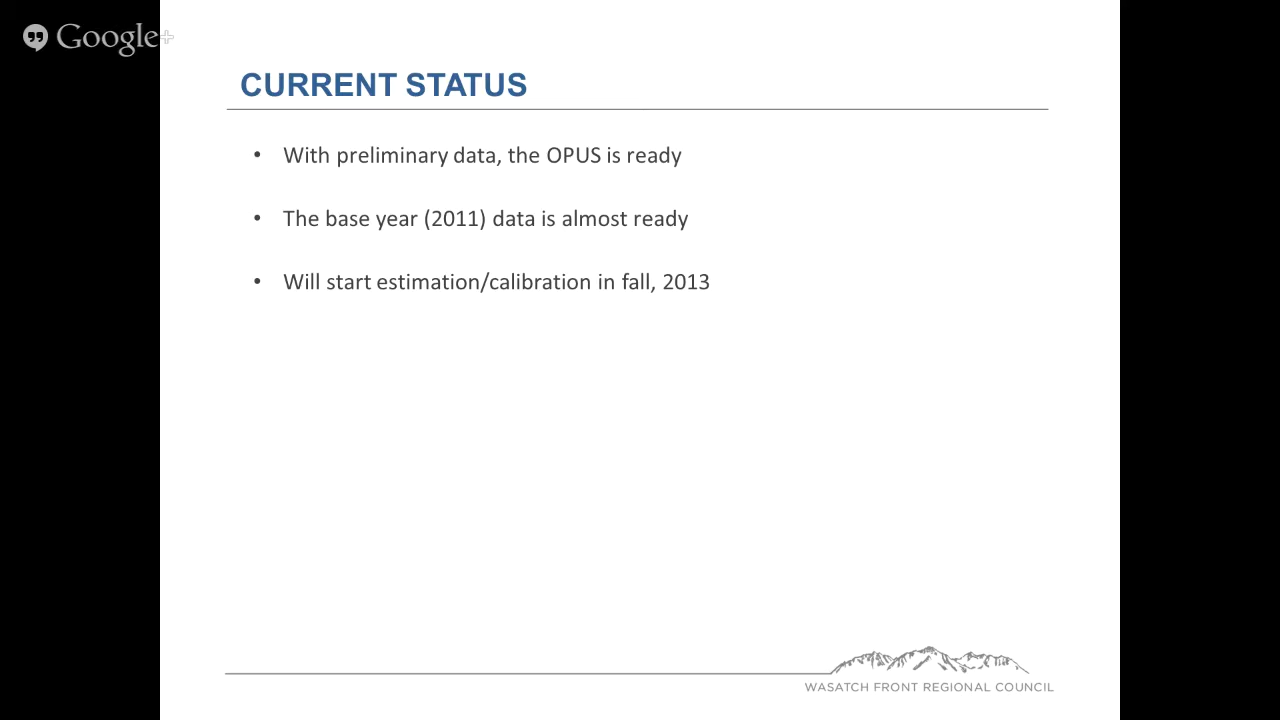 Google+
CURRENT STATUS
• With preliminary data, the OPUS is ready
• The base year (2011) data is almost ready
• Will start estimation/calibration in fall, 2013
WASATCH FRONT REGIONAL COUNCIL